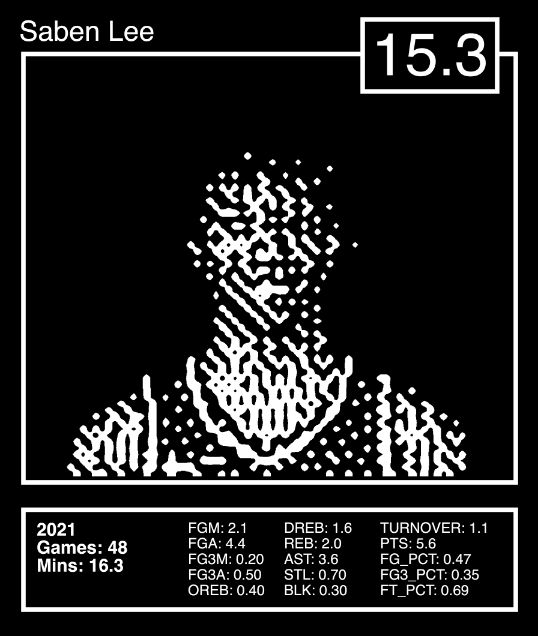 Saben Lee
15.3
2021
Games: 48
Mins: 16.3
FGM: 2.1
FGA: 4.4
FG3M: 0.20
FG3A: 0.50
OREB: 0.40
DREB: 1.6
REB: 2.0
AST: 3.6
STL: 0.70
BLK: 0.30
TURNOVER: 1.1
PTS: 5.6
FG_PCT: 0.47
FG3_PCT: 0.35
FT_PCT: 0.69